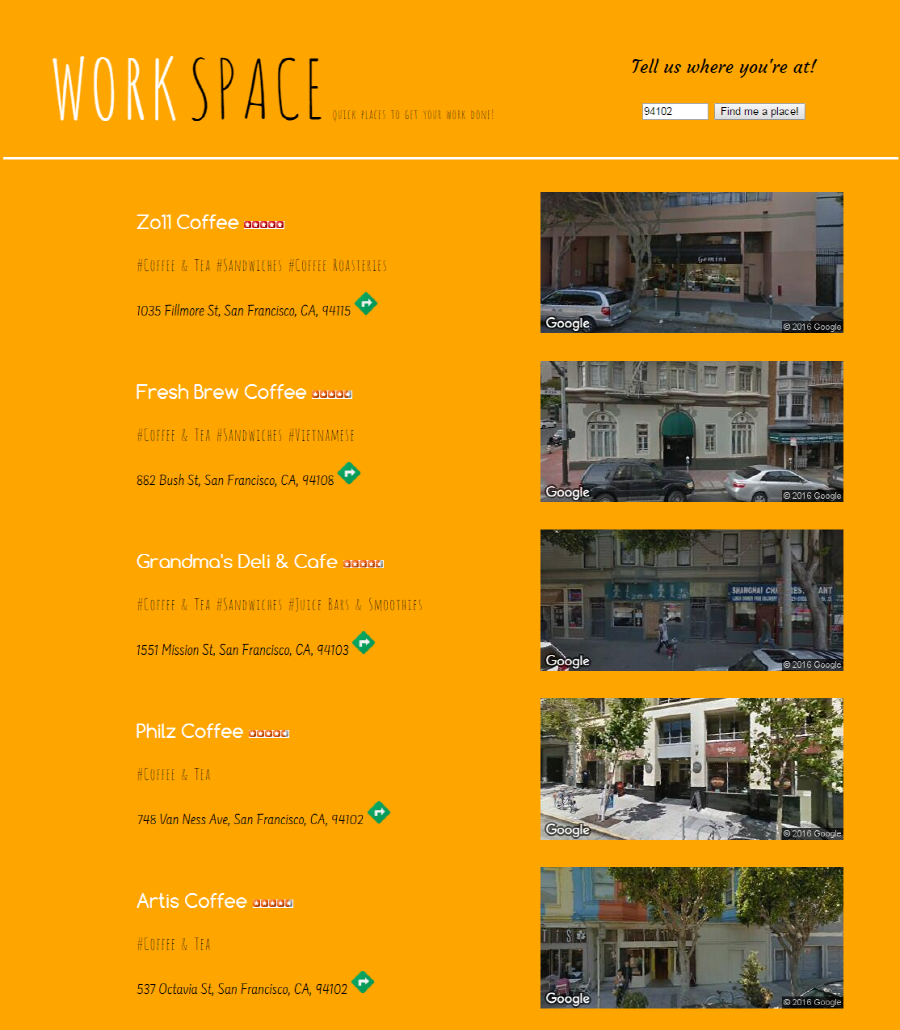 WORK SPACE QUICK PLACES TO GET YOUR WORK DONE!
Tell us where you're at!
94102 Find me a place!
Zo11 Coffee
#Coffee & Tea #Sandwiches #Coffee Roasteries
1035 Fillmore St, San Francisco, CA, 94115
Google © 2016 Google
Fresh Brew Coffee
#Coffee & Tea #Sandwiches #Vietnamese
882 Bush St, San Francisco, CA, 94108
Google © 2016 Google
Grandma's Deli & Cafe
#Coffee & Tea #Sandwiches #Juice Bars & Smoothies
1551 Mission St, San Francisco, CA, 94103
SHANGHAI
Google © 2016 Google
Philz Coffee
#Coffee & Tea
748 Van Ness Ave, San Francisco, CA, 94102
Google © 2016 Google
Artis Coffee
#Coffee & Tea
537 Octavia St, San Francisco, CA, 94102
Google © 2016 Google